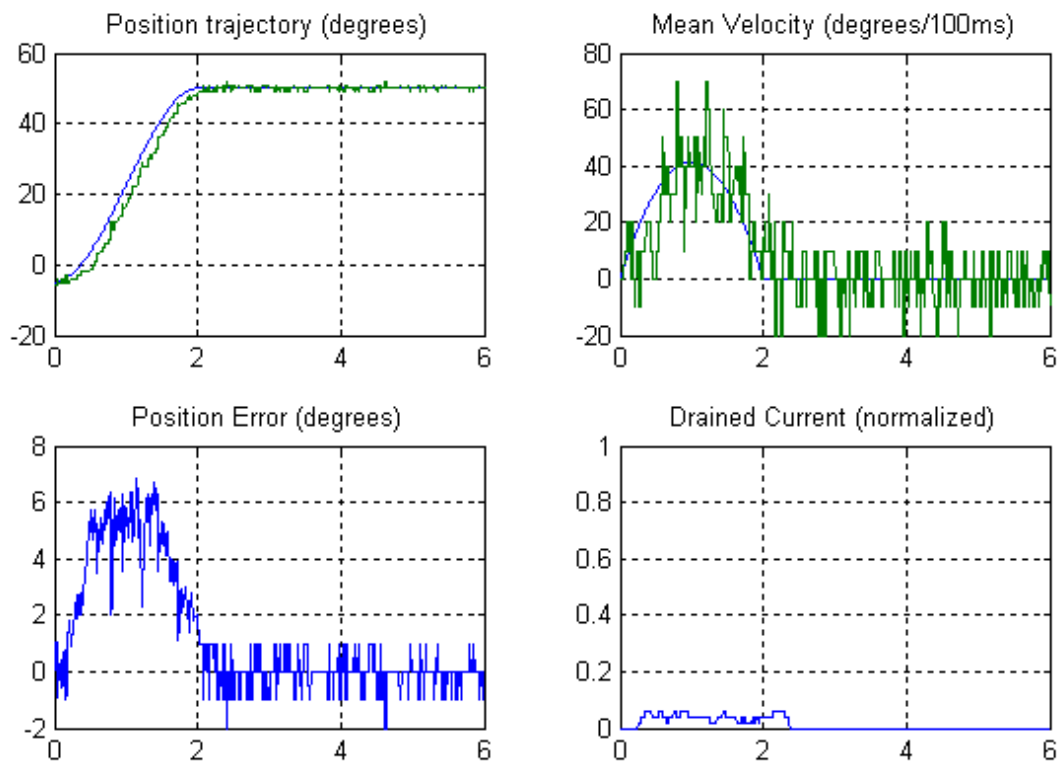 Position trajectory (degrees)
60
40
20
0
-20
0 2 4 6
Mean Velocity (degrees/100ms)
80
60
40
20
0
-20
0 2 4 6
Position Error (degrees)
8
6
4
2
0
-2
0 2 4 6
Drained Current (normalized)
1
0.8
0.6
0.4
0.2
0
0 2 4 6